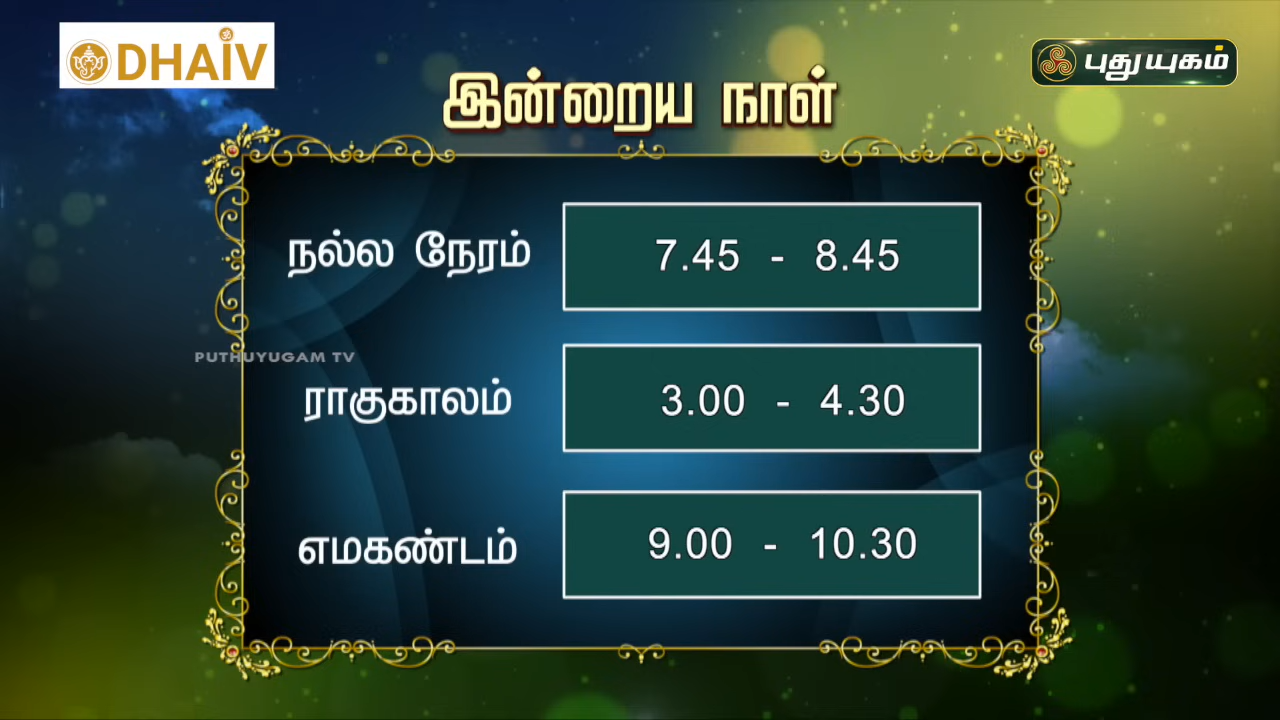 DHAIV
புதுயுகம்
இன்றைய நாள்
நல்ல நேரம் 7.45 - 8.45
PUTHUYUGAM TV
ராகுகாலம் 3.00 - 4.30
எமகண்டம் 9.00 - 10.30